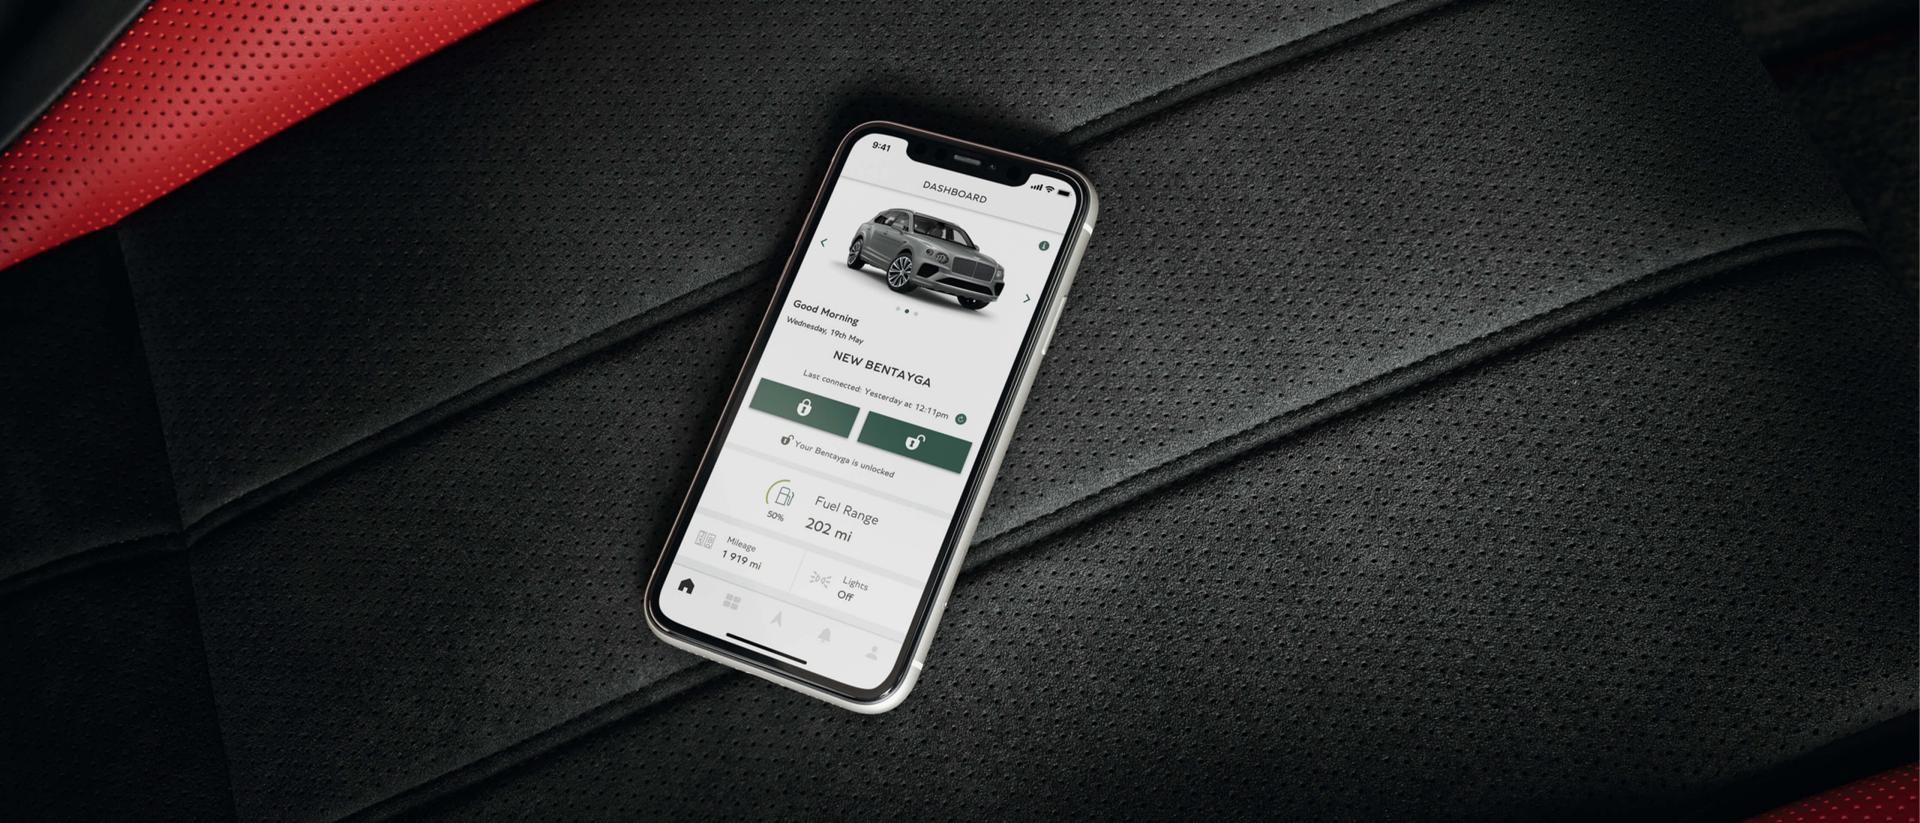 9:41
DASHBOARD
Good Morning
Wednesday, 19th May
NEW BENTAYGA
Last connected: Yesterday at 12:11pm
Your Bentayga is unlocked
Fuel Range
50%
202 mi
Mileage
1 919 mi
Lights
Off